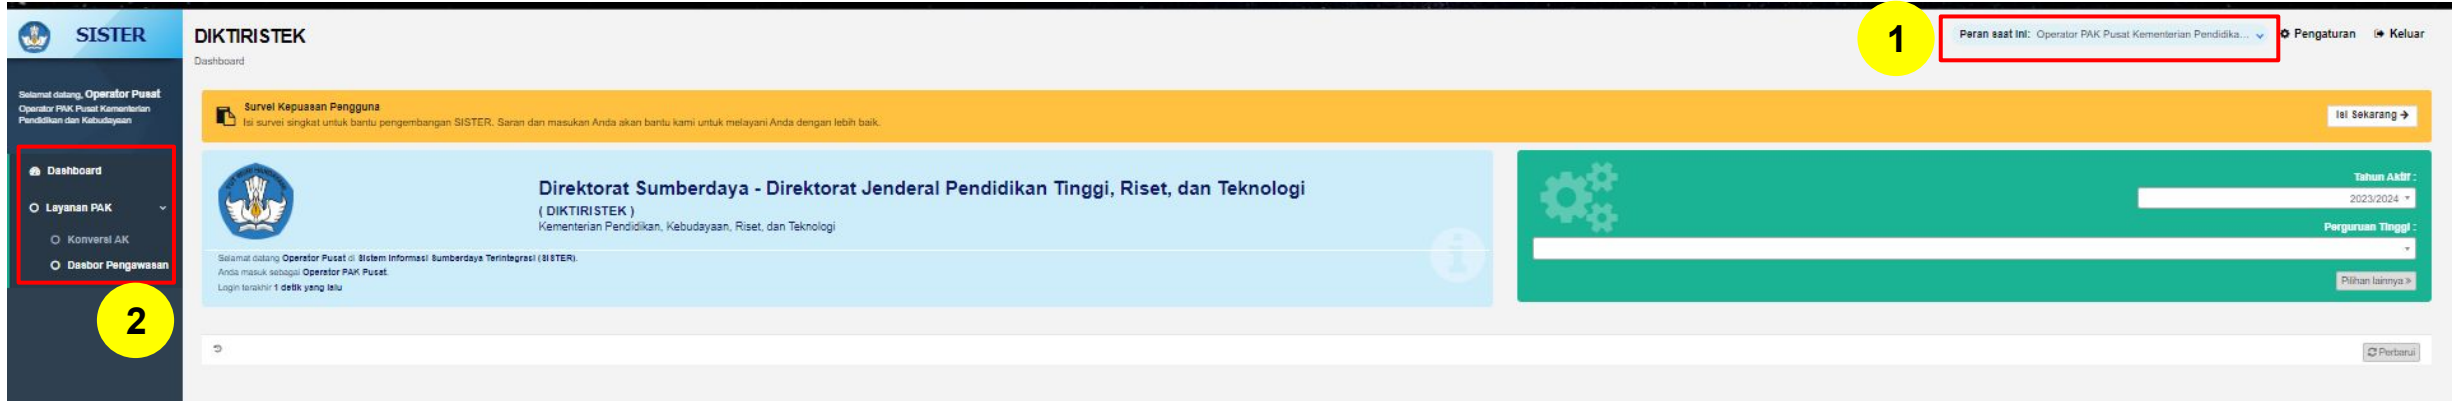 SISTER
DIKTIRISTEK
Dashboard
1
Peran saat ini: Operator PAK Pusat Kementerian Pendidika...
Pengaturan
Keluar
Selamat datang, Operator Pusat
Operator PAK Pusat Kementerian
Pendidikan dan Kebudayaan
Survei Kepuasan Pengguna
Isi survei singkat untuk bantu pengembangan SISTER. Saran dan masukan Anda akan bantu kami untuk melayani Anda dengan lebih baik.
Isi Sekarang
Dashboard
Layanan PAK
Konversi AK
Dasbor Pengawasan
2
Direktorat Sumberdaya - Direktorat Jenderal Pendidikan Tinggi, Riset, dan Teknologi
( DIKTIRISTEK )
Kementerian Pendidikan, Kebudayaan, Riset, dan Teknologi
Selamat datang Operator Pusat di Sistem Informasi Sumberdaya Terintegrasi (SISTER).
Anda masuk sebagai Operator PAK Pusat.
Login terakhir 1 detik yang lalu
Tahun Aktif :
2023/2024
Perguruan Tinggi :
Pilihan lainnya »
Perbarui